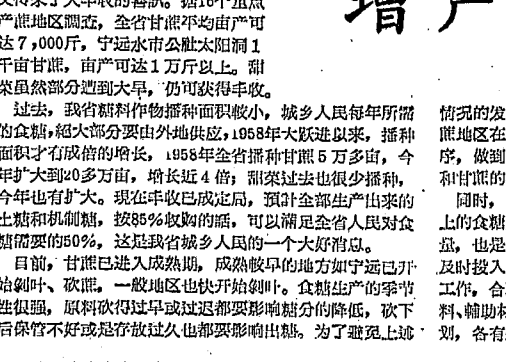 增产
产蔗地区调查，全省甘蔗平均亩产可
达7,000斤，宁远水市公社太阳洞1
千亩甘蔗，亩产可达1万斤以上。甜
菜虽然部分遭到大旱，仍可获得丰收。
过去，我省糖料作物播种面积较小，城乡人民每年所需
的食糖，绝大部分要由外地供应，1958年大跃进以来，播种
面积才有成倍的增长，1958年全省播种甘蔗5万多亩，今
年扩大到20多万亩，增长近4倍；甜菜过去也很少播种，
今年也有扩大。现在丰收已成定局，预计全部生产出来的
土糖和机制糖，按85%收购的话，可以满足全省人民对食
糖需要的50%，这是我省城乡人民的一个大好消息。
目前，甘蔗已进入成熟期，成熟较早的地方如宁远已开
始剥叶、砍蔗，一般地区也快开始剥叶。食糖生产的季节
性很强，原料砍得过早或过迟都要影响糖分的降低，砍下
后保管不好或是存放过久也都要影响出糖。为了避免上述
情况的发
蔗地区在
序，做到
和甘蔗的
同时，
上的食糖
盘，也是
及时投入
工作，合
料、辅助材
划，各有